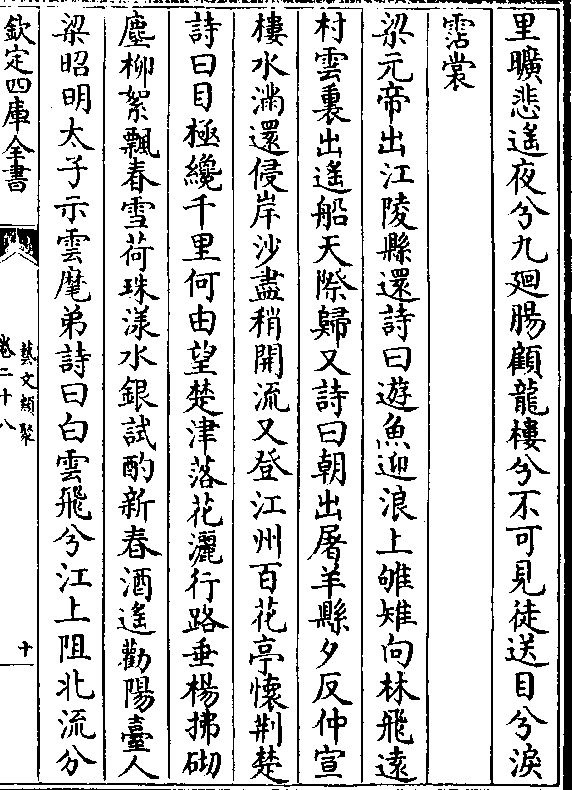 里曠悲遙夜兮九廻腸顧龍樓兮不可見徒送目兮淚
霑裳
梁元帝出江陵縣還詩曰遊魚迎浪上雊雉向林飛遠
村雲裏出遙船天際歸又詩曰朝出屠羊縣夕反仲宣
樓水滿還侵岸沙盡稍開流又登江州百花亭懷荆楚
詩曰目極纔千里何由望楚津落花灑行路垂楊拂砌
塵柳絮飄春雪荷珠漾水銀試酌新春酒遙勸陽臺人
梁昭明太子示雲麾弟詩曰白雲飛兮江上阻北流分
欽定四庫全書
藝文類聚
卷二十八
十